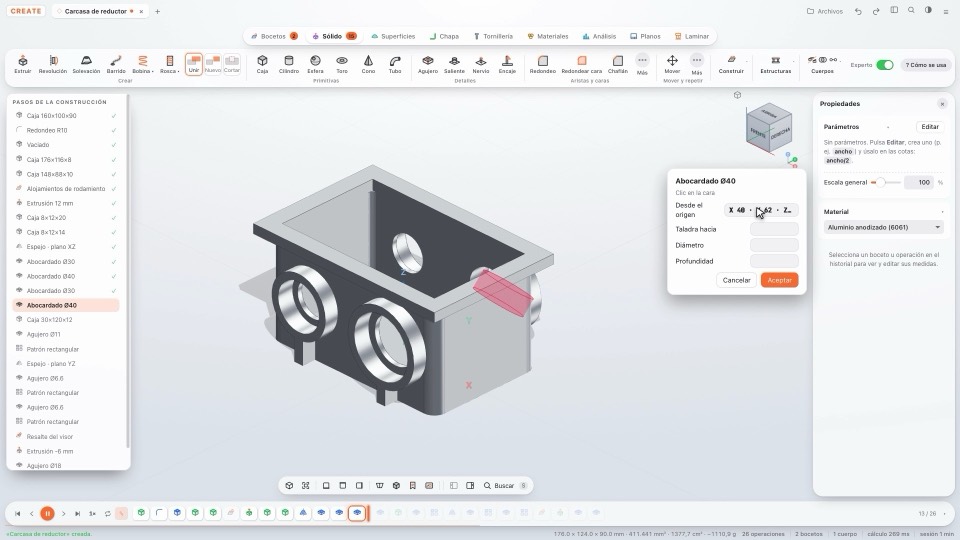 CREATE
Carcasa de reductor
Archivos
Bocetos 2
Sólido
Superficies
Chapa
Tornillería
Materiales
Análisis
Planos
Laminar
Extruir
Revolución
Solevación
Barrido
Bobina
Rosca
Unir
Nuevo
Cortar
Caja
Cilindro
Esfera
Toro
Cono
Tubo
Agujero
Saliente
Nervio
Encaje
Redondeo
Redondear cara
Chaflán
Más
Mover
Más
Construir
Estructuras
Cuerpos
Experto
? Cómo se usa
Crear
Primitivas
Detalles
Aristas y caras
Mover y repetir
PASOS DE LA CONSTRUCCIÓN
Caja 160×100×90
Redondeo R10
Vaciado
Caja 176×116×8
Caja 148×88×10
Alojamientos de rodamiento
Extrusión 12 mm
Caja 8×12×20
Caja 8×12×14
Espejo · plano XZ
Abocardado Ø30
Abocardado Ø40
Abocardado Ø30
Abocardado Ø40
Caja 30×120×12
Agujero Ø11
Patrón rectangular
Espejo · plano YZ
Agujero Ø6,6
Patrón rectangular
Agujero Ø6,6
Patrón rectangular
Resalte del visor
Extrusión -6 mm
Agujero Ø18
Z
Y
X
DERECHA
Abocardado Ø40
Clic en la cara
Desde el origen
X 40 · 62 · Z…
Taladra hacia
Diámetro
Profundidad
Cancelar
Aceptar
Propiedades
Parámetros
Editar
Sin parámetros. Pulsa Editar, crea uno (p. ej. ancho) y úsalo en las cotas: ancho/2
Escala general
100 %
Material
Aluminio anodizado (6061)
Selecciona un boceto u operación en el historial para ver y editar sus medidas.
Buscar S
1×
13 / 26
«Carcasa de reductor» creada.
176.0 × 124.0 × 90.0 mm · 411.441 mm³ · 1377,7 cm² · ~1110,9 g
26 operaciones
2 bocetos
1 cuerpo
cálculo 269 ms
sesión 1 min